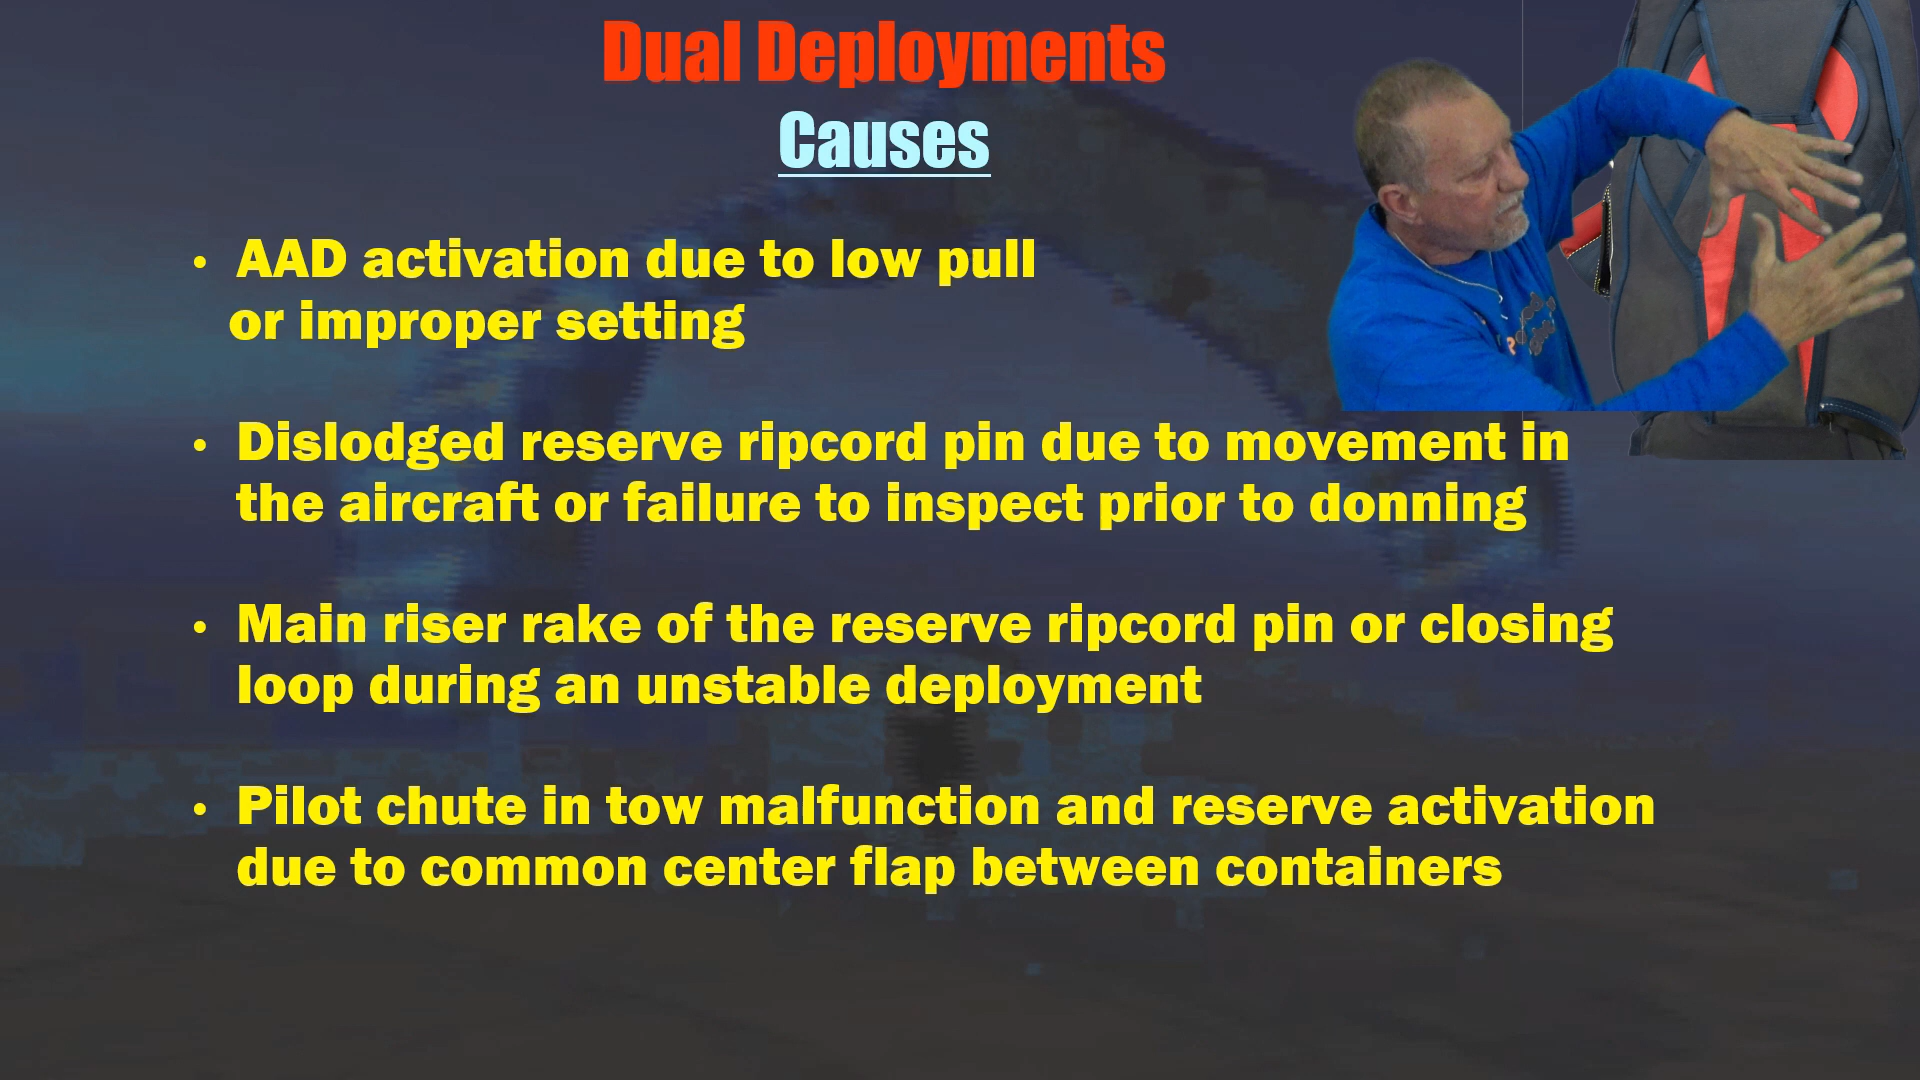 Dual Deployments
Causes
• AAD activation due to low pull
or improper setting
• Dislodged reserve ripcord pin due to movement in
the aircraft or failure to inspect prior to donning
• Main riser rake of the reserve ripcord pin or closing
loop during an unstable deployment
• Pilot chute in tow malfunction and reserve activation
due to common center flap between containers